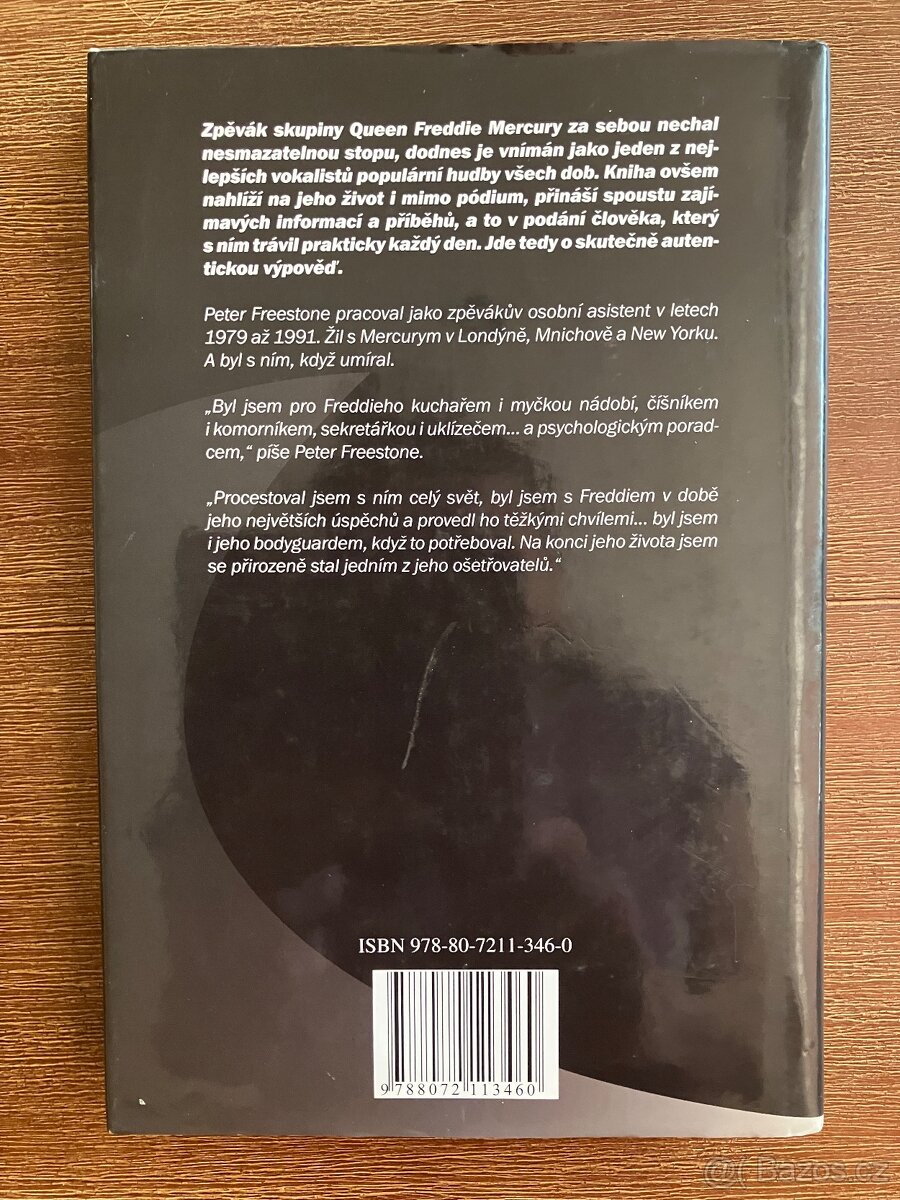 Zpěvák skupiny Queen Freddie Mercury za sebou nechal
nesmazatelnou stopu, dodnes je vnímán jako jeden z nej-
lepších vokalistů populární hudby všech dob. Kniha ovšem
nahlíží na jeho život i mimo pódium, přináší spoustu zají-
mavých informací a příběhů, a to v podání člověka, který
s ním trávil prakticky každý den. Jde tedy o skutečně auten-
tickou výpověď.
Peter Freestone pracoval jako zpěvákův osobní asistent v letech
1979 až 1991. Žil s Mercurym v Londýně, Mnichově a New Yorku.
A byl s ním, když umíral.
„Byl jsem pro Freddieho kuchařem i myčkou nádobí, číšníkem
i komorníkem, sekretářkou i uklízečem... a psychologickým porad-
cem,“ píše Peter Freestone.
„Procestoval jsem s ním celý svět, byl jsem s Freddiem v době
jeho největších úspěchů a provedl ho těžkými chvílemi... byl jsem
i jeho bodyguardem, když to potřeboval. Na konci jeho života jsem
se přirozeně stal jedním z jeho ošetřovatelů.“
ISBN 978-80-7211-346-0
9 788072 113460
Bazos.cz